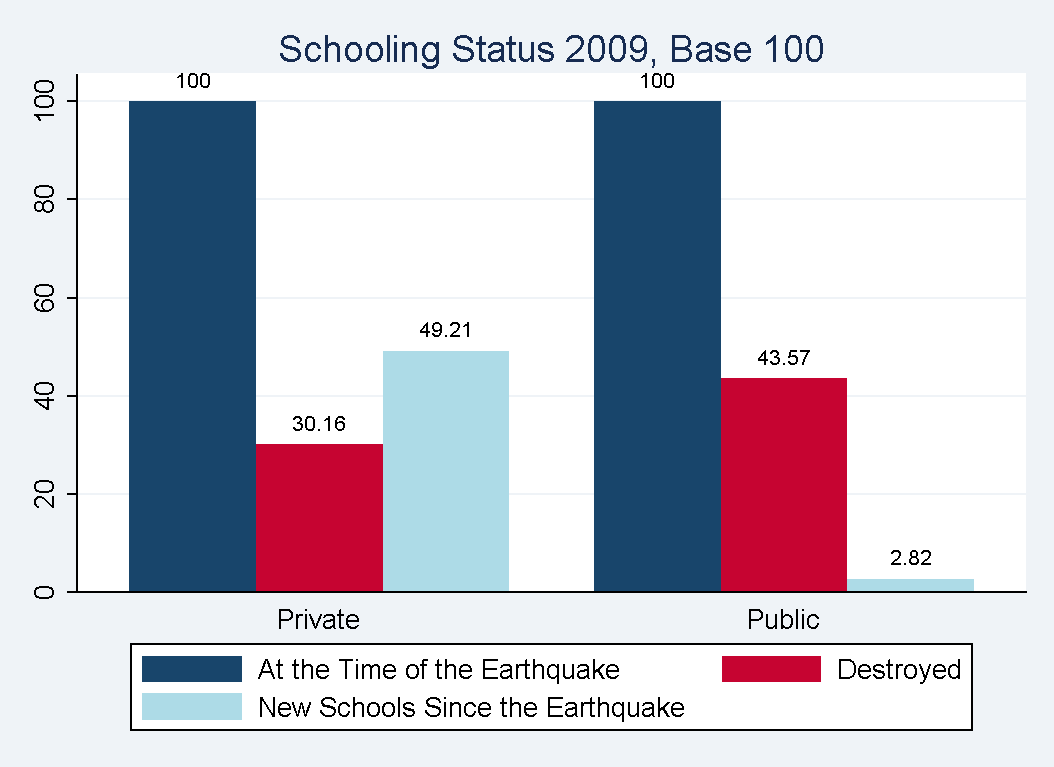 Schooling Status 2009, Base 100
100
100
100
80
60
49.21
43.57
40
30.16
20
2.82
0
Private
Public
At the Time of the Earthquake
Destroyed
New Schools Since the Earthquake